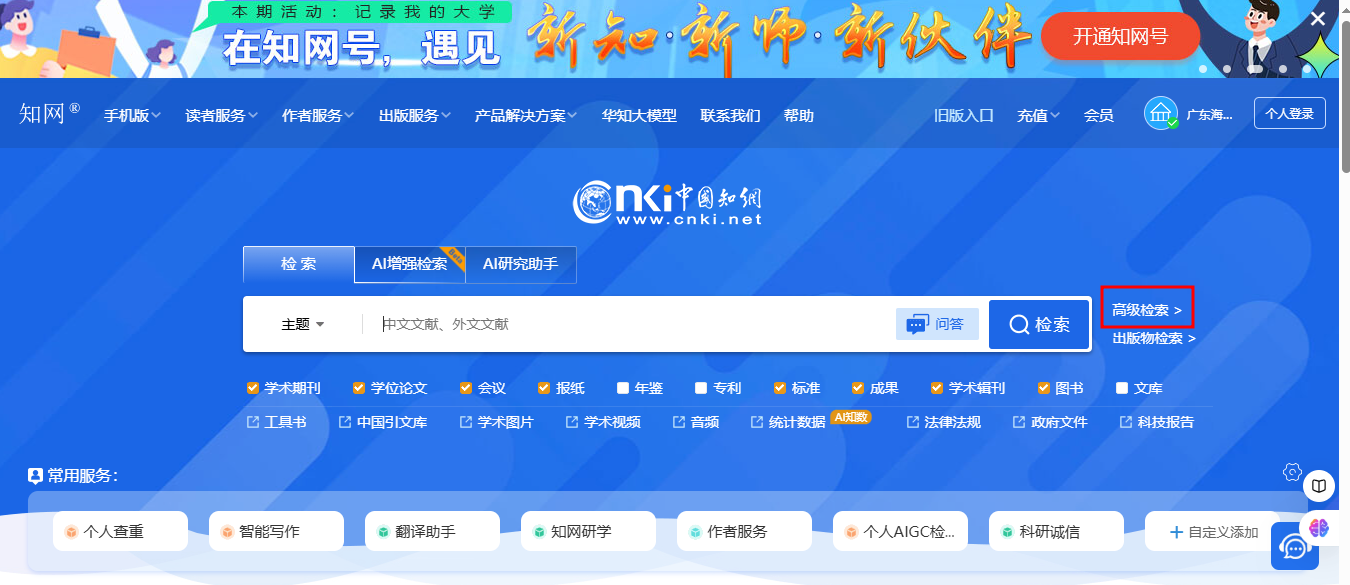 本期活动：记录我的大学
在知网号，遇见
新知·新师·新伙伴
开通知网号
知网®
手机版 读者服务 作者服务 出版服务 产品解决方案 华知大模型 联系我们 帮助 旧版入口 充值 会员 广东海... 个人登录
cnki中国知网
www.cnki.net
检索 AI增强检索 Beta AI研究助手
主题 中文文献、外文文献 问答 检索
高级检索 >
出版物检索 >
学术期刊 学位论文 会议 报纸 年鉴 专利 标准 成果 学术辑刊 图书 文库
工具书 中国引文库 学术图片 学术视频 音频 统计数据 AI知数 法律法规 政府文件 科技报告
常用服务：
个人查重 智能写作 翻译助手 知网研学 作者服务 个人AIGC检... 科研诚信 自定义添加